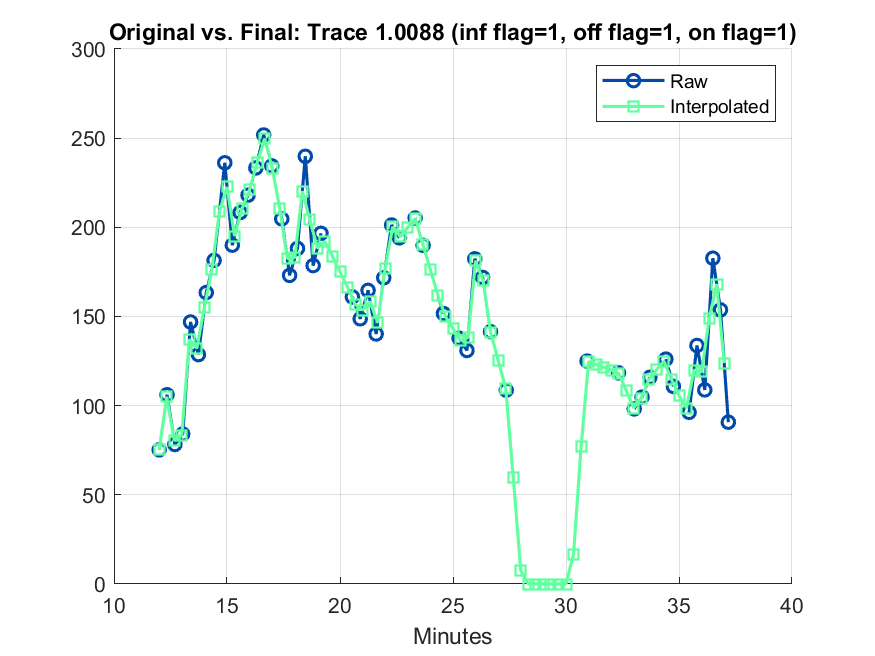 Original vs. Final: Trace 1.0088 (inf flag=1, off flag=1, on flag=1)
300
250
200
150
100
50
0
Raw
Interpolated
10 15 20 25 30 35 40
Minutes